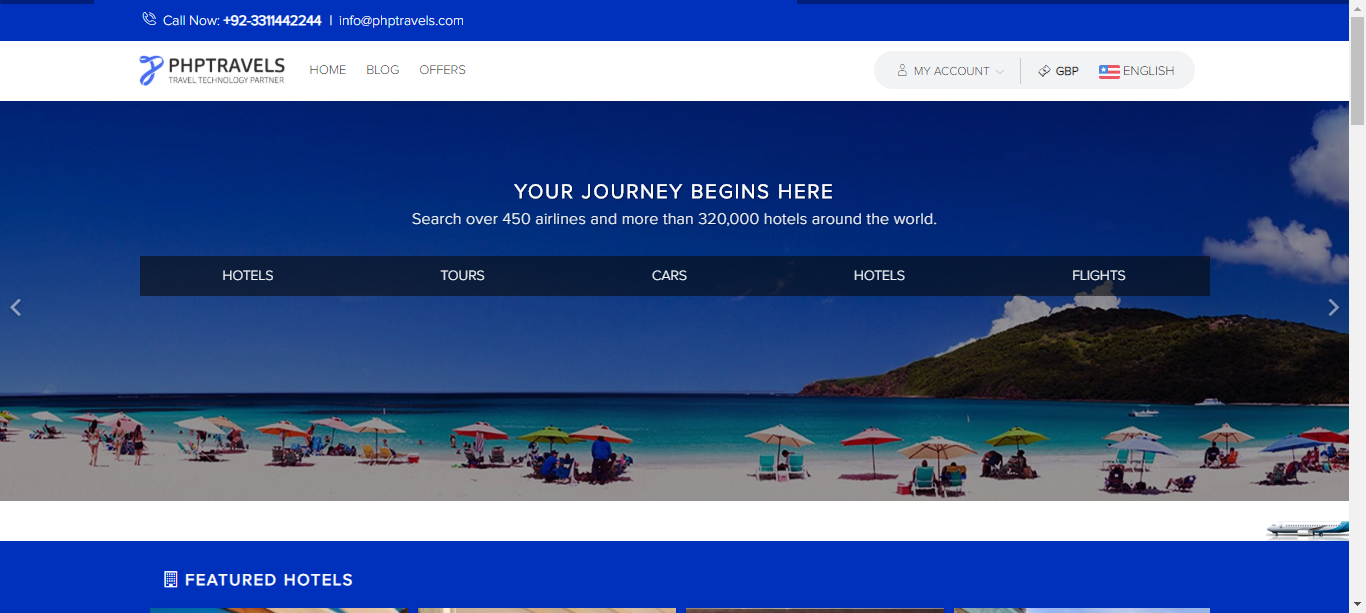 Call Now: +92-3311442244 | info@phptravels.com
PHPTRAVELS
TRAVEL TECHNOLOGY PARTNER
HOME BLOG OFFERS
MY ACCOUNT GBP ENGLISH
YOUR JOURNEY BEGINS HERE
Search over 450 airlines and more than 320,000 hotels around the world.
HOTELS TOURS CARS HOTELS FLIGHTS
FEATURED HOTELS